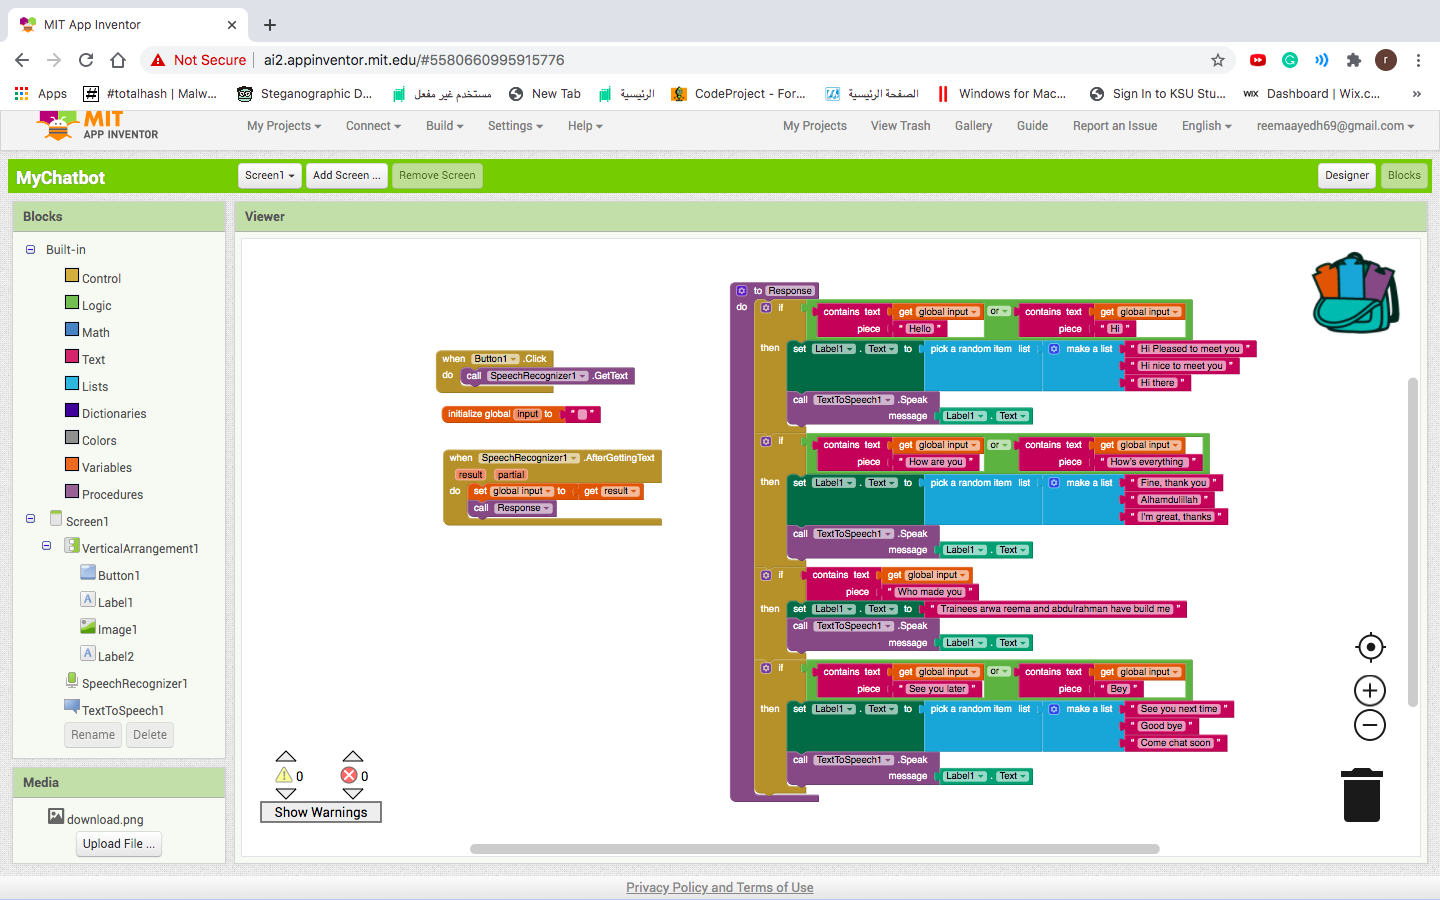 MIT App Inventor
Not Secure ai2.appinventor.mit.edu/#5580660995915776 r
Apps #totalhash | Malw... Steganographic D... مستخدم غير مفعل New Tab الرئيسية CodeProject - For... الصفحة الرئيسية Windows for Mac... Sign In to KSU Stu... WIX Dashboard | Wix.c... »
MIT
APP INVENTOR
My Projects Connect Build Settings Help My Projects View Trash Gallery Guide Report an Issue English reemaayedh69@gmail.com
MyChatbot Screen1 Add Screen ... Remove Screen Designer Blocks
Blocks
Built-in
Control
Logic
Math
Text
Lists
Dictionaries
Colors
Variables
Procedures
Screen1
VerticalArrangement1
Button1
Label1
Image1
Label2
SpeechRecognizer1
TextToSpeech1
Rename Delete
Media
download.png
Upload File ...
Viewer
when Button1 .Click
do call SpeechRecognizer1 .GetText
initialize global input to " "
when SpeechRecognizer1 .AfterGettingText
result partial
do set global input to get result
call Response
to Response
do if contains text get global input or contains text get global input
piece " Hello " piece " Hi "
then set Label1 . Text to pick a random item list make a list " Hi Pleased to meet you "
" Hi nice to meet you "
" Hi there "
call TextToSpeech1 .Speak
message Label1 . Text
if contains text get global input or contains text get global input
piece " How are you " piece " How's everything "
then set Label1 . Text to pick a random item list make a list " Fine, thank you "
" Alhamdulillah "
" I'm great, thanks "
call TextToSpeech1 .Speak
message Label1 . Text
if contains text get global input
piece " Who made you "
then set Label1 . Text to " Trainees arwa reema and abdulrahman have build me "
call TextToSpeech1 .Speak
message Label1 . Text
if contains text get global input or contains text get global input
piece " See you later " piece " Bey "
then set Label1 . Text to pick a random item list make a list " See you next time "
" Good bye "
" Come chat soon "
call TextToSpeech1 .Speak
message Label1 . Text
0 0
Show Warnings
Privacy Policy and Terms of Use